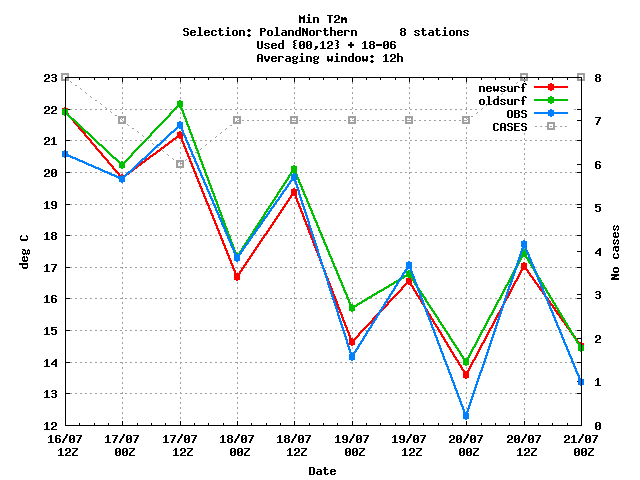 Min T2m
Selection: PolandNorthern 8 stations
Used {00,12} + 18-06
Averaging window: 12h
newsurf
oldsurf
OBS
CASES
deg C
23
22
21
20
19
18
17
16
15
14
13
12
No cases
8
7
6
5
4
3
2
1
0
16/07 17/07 17/07 18/07 18/07 19/07 19/07 20/07 20/07 21/07
12Z 00Z 12Z 00Z 12Z 00Z 12Z 00Z 12Z 00Z
Date